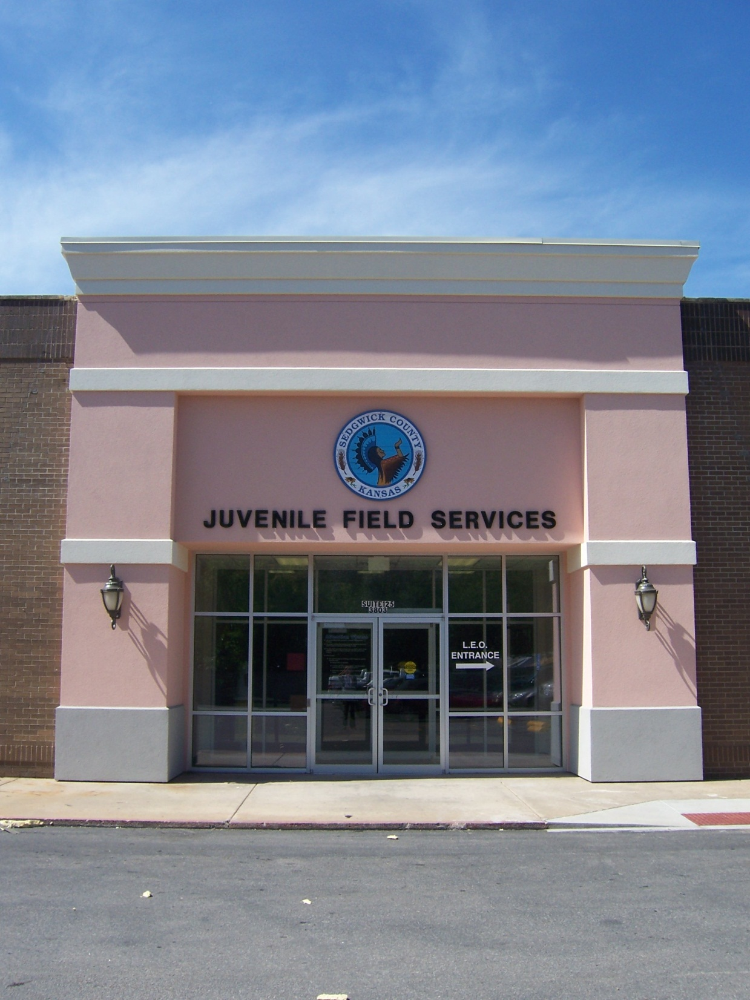 SEDGWICK COUNTY
KANSAS
JUVENILE FIELD SERVICES
SUITE 125
3803
L.E.O.
ENTRANCE